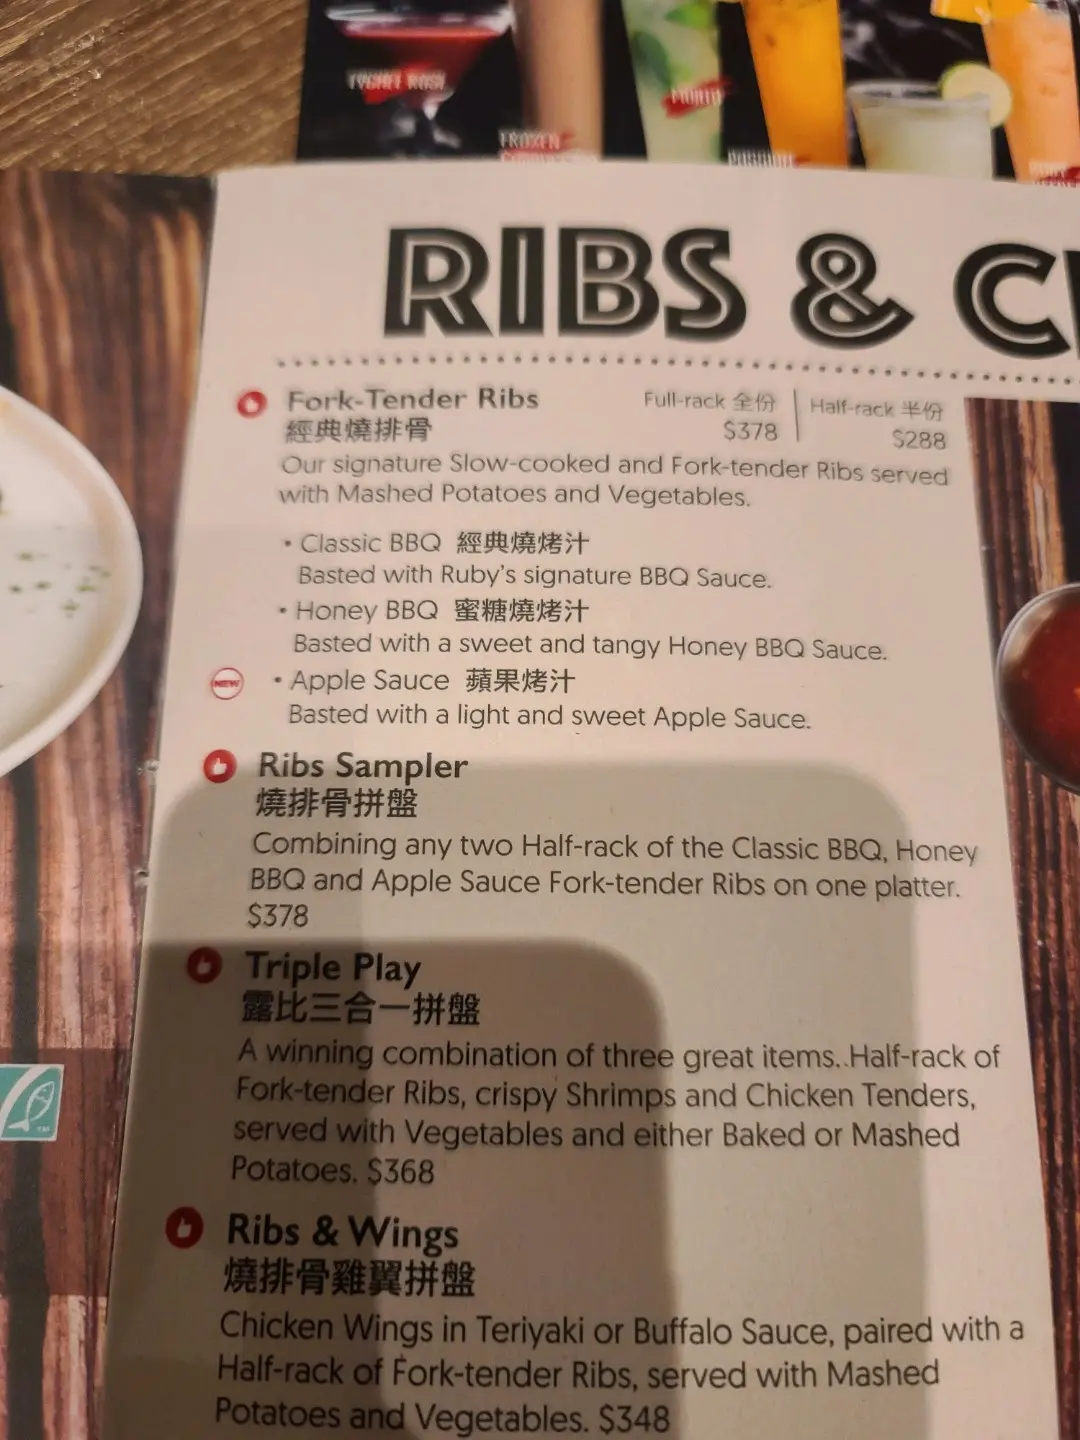 YOGHURT ROSE
FROZEN
MOJITO
RIBS & C
Fork-Tender Ribs
經典燒排骨
Full-rack 全份
$378
Half-rack 半份
$288
Our signature Slow-cooked and Fork-tender Ribs served
with Mashed Potatoes and Vegetables.
• Classic BBQ 經典燒烤汁
Basted with Ruby's signature BBQ Sauce.
• Honey BBQ 蜜糖燒烤汁
Basted with a sweet and tangy Honey BBQ Sauce.
NEW • Apple Sauce 蘋果烤汁
Basted with a light and sweet Apple Sauce.
Ribs Sampler
燒排骨拼盤
Combining any two Half-rack of the Classic BBQ, Honey
BBQ and Apple Sauce Fork-tender Ribs on one platter.
$378
Triple Play
露比三合一拼盤
A winning combination of three great items...Half-rack of
Fork-tender Ribs, crispy Shrimps and Chicken Tenders,
served with Vegetables and either Baked or Mashed
Potatoes. $368
Ribs & Wings
燒排骨雞翼拼盤
Chicken Wings in Teriyaki or Buffalo Sauce, paired with a
Half-rack of Fork-tender Ribs, served with Mashed
Potatoes and Vegetables. $348
TM